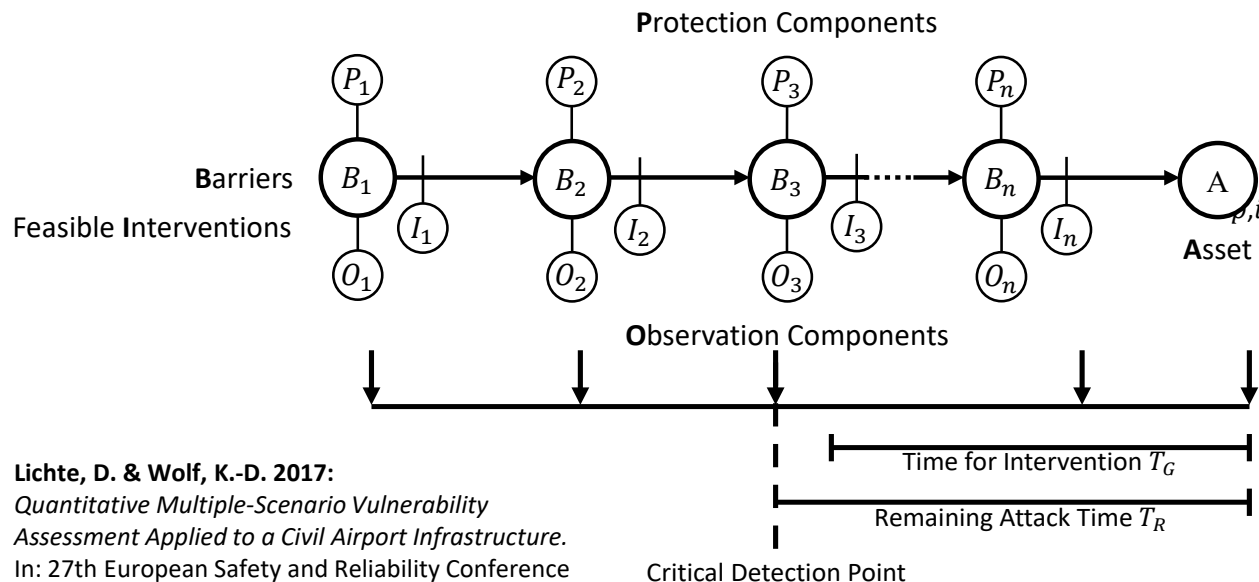 Protection Components
P₁ P₂ P₃ Pₙ
Barriers B₁ B₂ B₃ Bₙ A
Feasible Interventions I₁ I₂ I₃ Iₙ
Asset
O₁ O₂ O₃ Oₙ
Observation Components
Time for Intervention T_G
Remaining Attack Time T_R
Critical Detection Point
Lichte, D. & Wolf, K.-D. 2017:
Quantitative Multiple-Scenario Vulnerability
Assessment Applied to a Civil Airport Infrastructure.
In: 27th European Safety and Reliability Conference